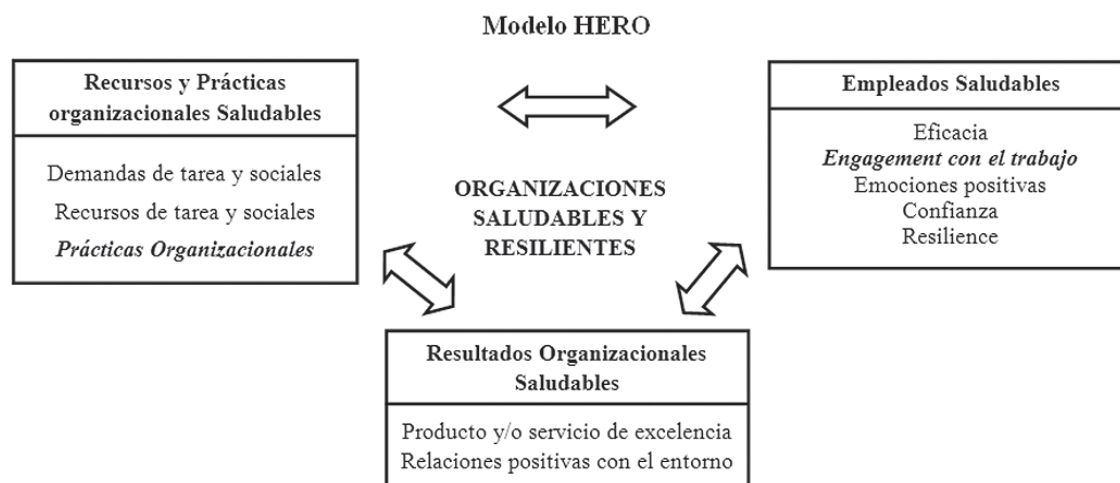 Modelo HERO
Recursos y Prácticas
organizacionales Saludables
Demandas de tarea y sociales
Recursos de tarea y sociales
Prácticas Organizacionales
ORGANIZACIONES
SALUDABLES Y
RESILIENTES
Empleados Saludables
Eficacia
Engagement con el trabajo
Emociones positivas
Confianza
Resilience
Resultados Organizacionales
Saludables
Producto y/o servicio de excelencia
Relaciones positivas con el entorno